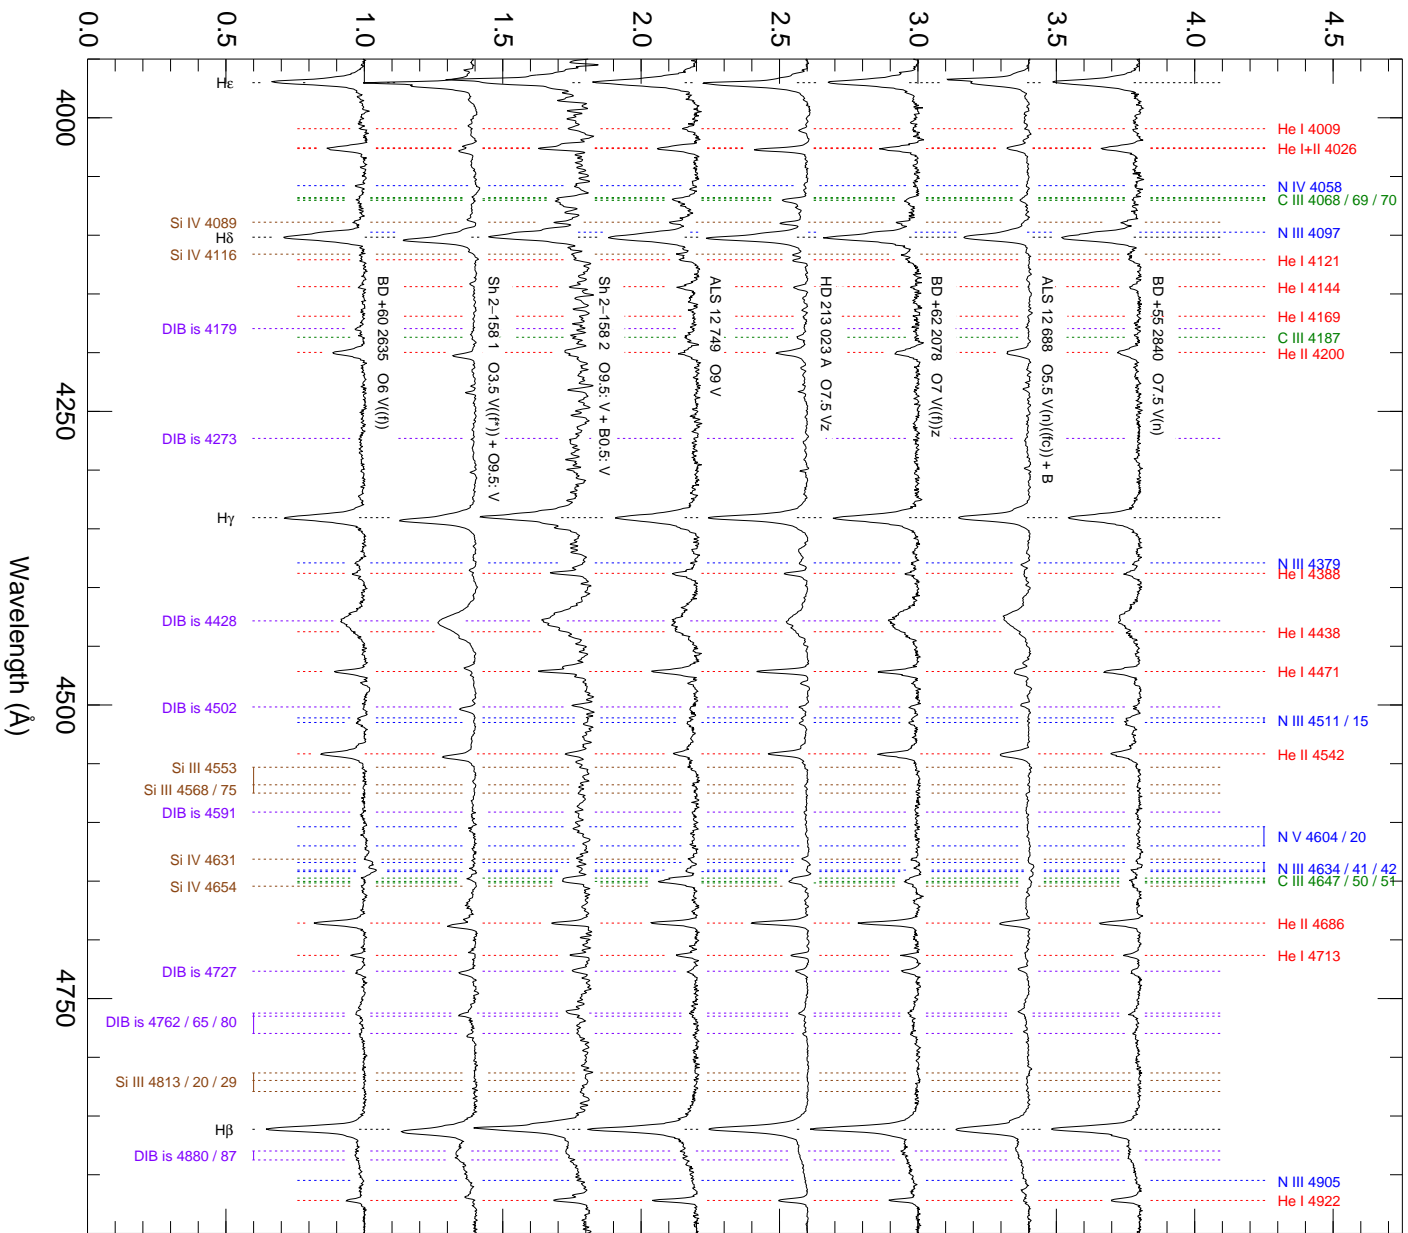 0.0
0.5
1.0
1.5
2.0
2.5
3.0
3.5
4.0
4.5
4000
4250
4500
4750
Wavelength (Å)
Hε
Si IV 4089
Hδ
Si IV 4116
DIB is 4179
DIB is 4273
Hγ
DIB is 4428
DIB is 4502
Si III 4553
Si III 4568 / 75
DIB is 4591
Si IV 4631
Si IV 4654
DIB is 4727
DIB is 4762 / 65 / 80
Si III 4813 / 20 / 29
Hβ
DIB is 4880 / 87
BD +60 2635 O6 V((f))
Sh 2−158 1 O3.5 V((f*)) + O9.5: V
Sh 2−158 2 O9.5: V + B0.5: V
ALS 12 749 O9 V
HD 213 023 A O7.5 Vz
BD +62 2078 O7 V((f))z
ALS 12 688 O5.5 V(n)((fc)) + B
BD +55 2840 O7.5 V(n)
He I 4009
He I+II 4026
N IV 4058
C III 4068 / 69 / 70
N III 4097
He I 4121
He I 4144
He I 4169
C III 4187
He II 4200
N III 4379
He I 4388
He I 4438
He I 4471
N III 4511 / 15
He II 4542
N V 4604 / 20
N III 4634 / 41 / 42
C III 4647 / 50 / 51
He II 4686
He I 4713
N III 4905
He I 4922